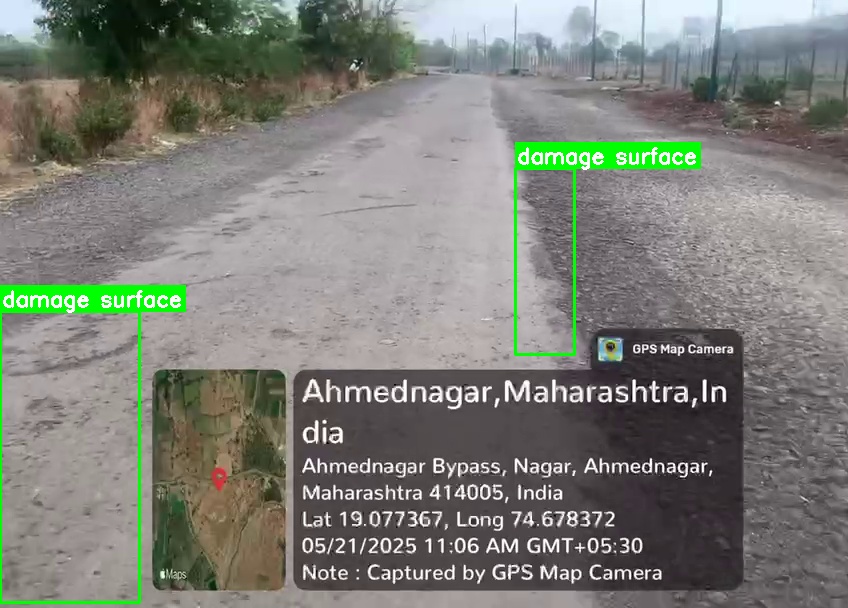 damage surface
damage surface
GPS Map Camera
Ahmednagar,Maharashtra,In
dia
Ahmednagar Bypass, Nagar, Ahmednagar,
Maharashtra 414005, India
Lat 19.077367, Long 74.678372
05/21/2025 11:06 AM GMT+05:30
Note : Captured by GPS Map Camera
Maps